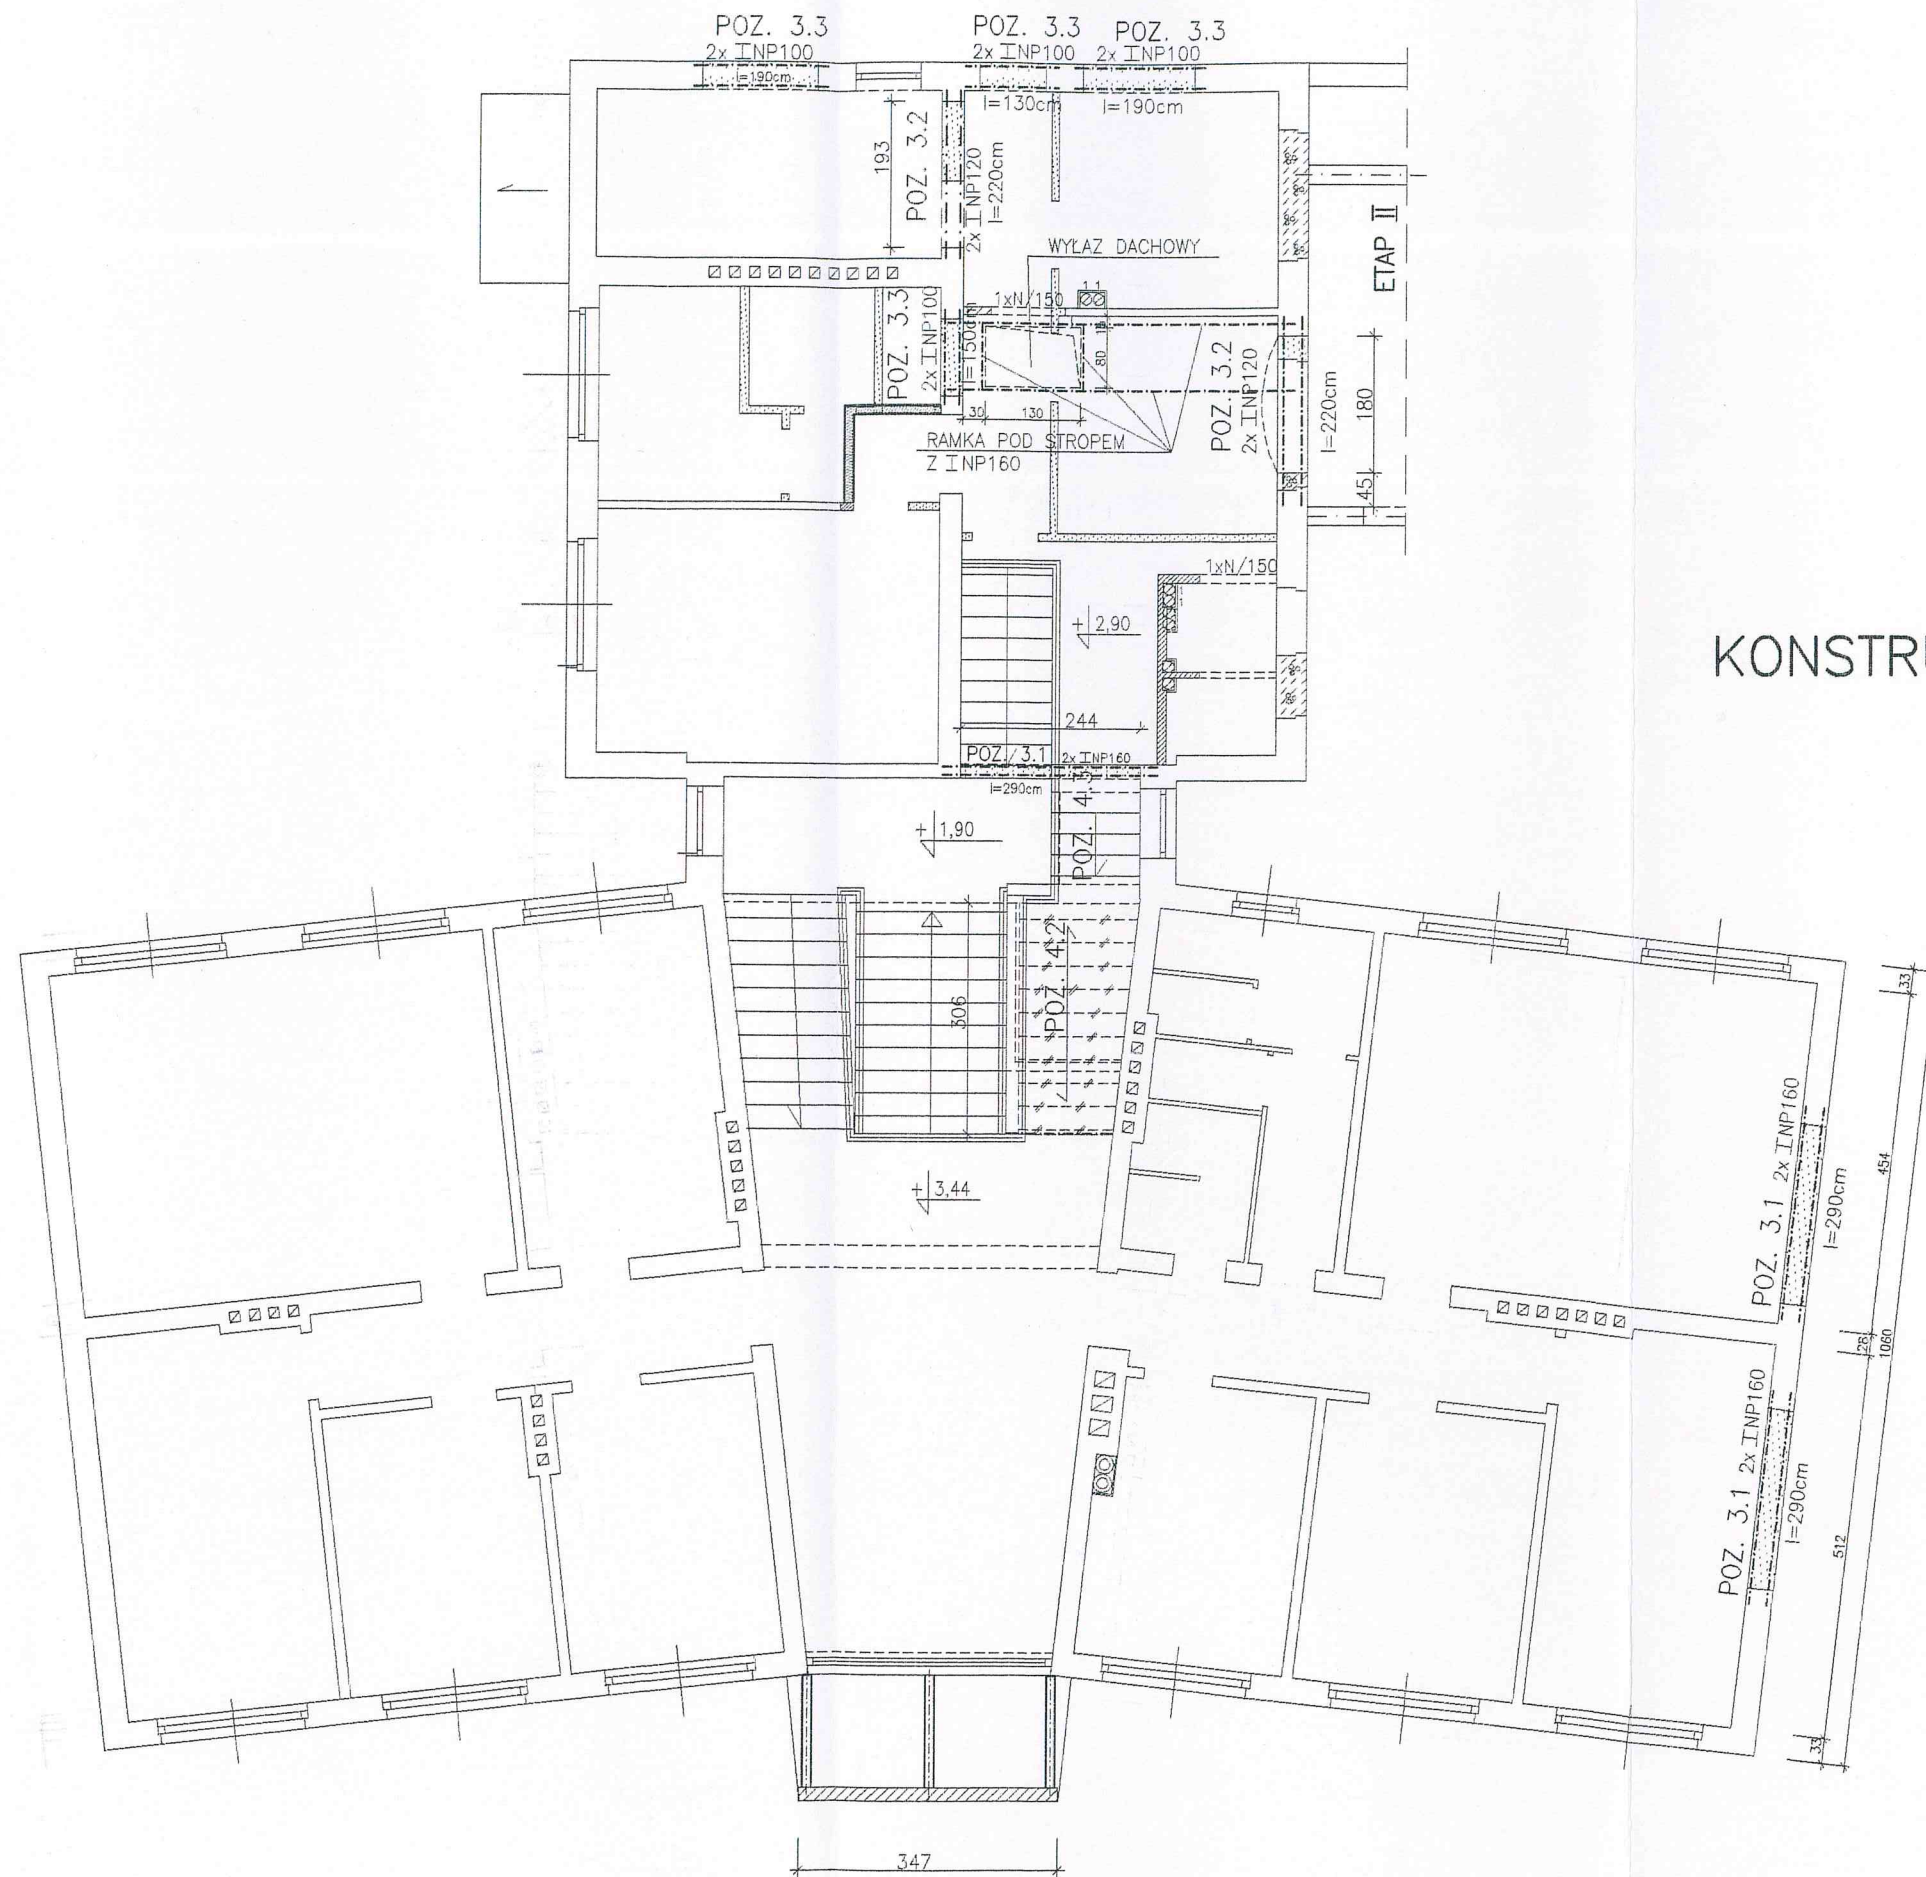 POZ. 3.3
2x INP100
l=190cm
POZ. 3.3
2x INP100
l=130cm
POZ. 3.3
2x INP100
l=190cm
193
POZ. 3.2
2x INP120
l=220cm
WYŁAZ DACHOWY
ETAP II
POZ. 3.3
2x INP100
l=150cm
1xN/150
80
30
130
RAMKA POD STROPEM
Z INP160
POZ. 3.2
2x INP120
l=220cm
180
45
1xN/150
+ 2,90
KONSTR
244
POZ. 3.1
2x INP160
l=290cm
+ 1,90
306
POZ. 4.2
+ 3,44
33
454
POZ. 3.1 2x INP160
l=290cm
28
1060
POZ. 3.1 2x INP160
l=290cm
512
33
347